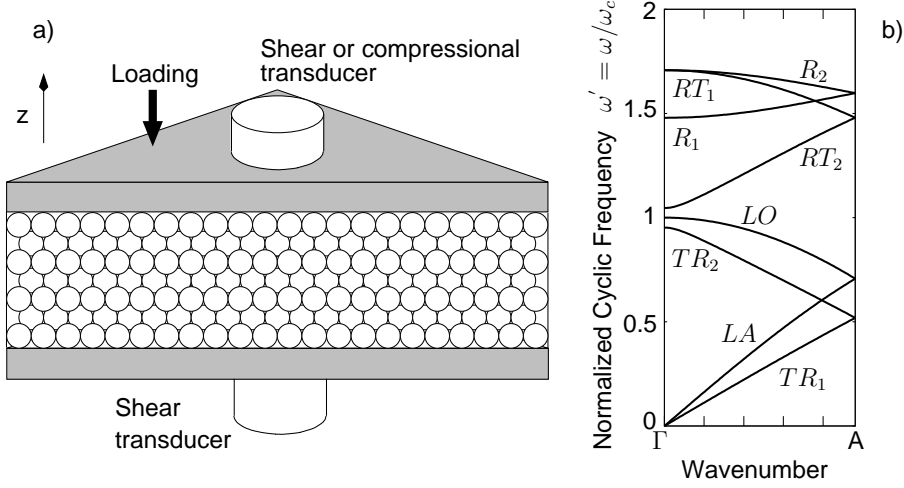 a)
Shear or compressional
transducer
Loading
z
Shear
transducer
b)
Normalized Cyclic Frequency ω' = ω/ω_c
2
1.5
1
0.5
0
R_2
RT_1
R_1
RT_2
LO
TR_2
LA
TR_1
Γ
A
Wavenumber